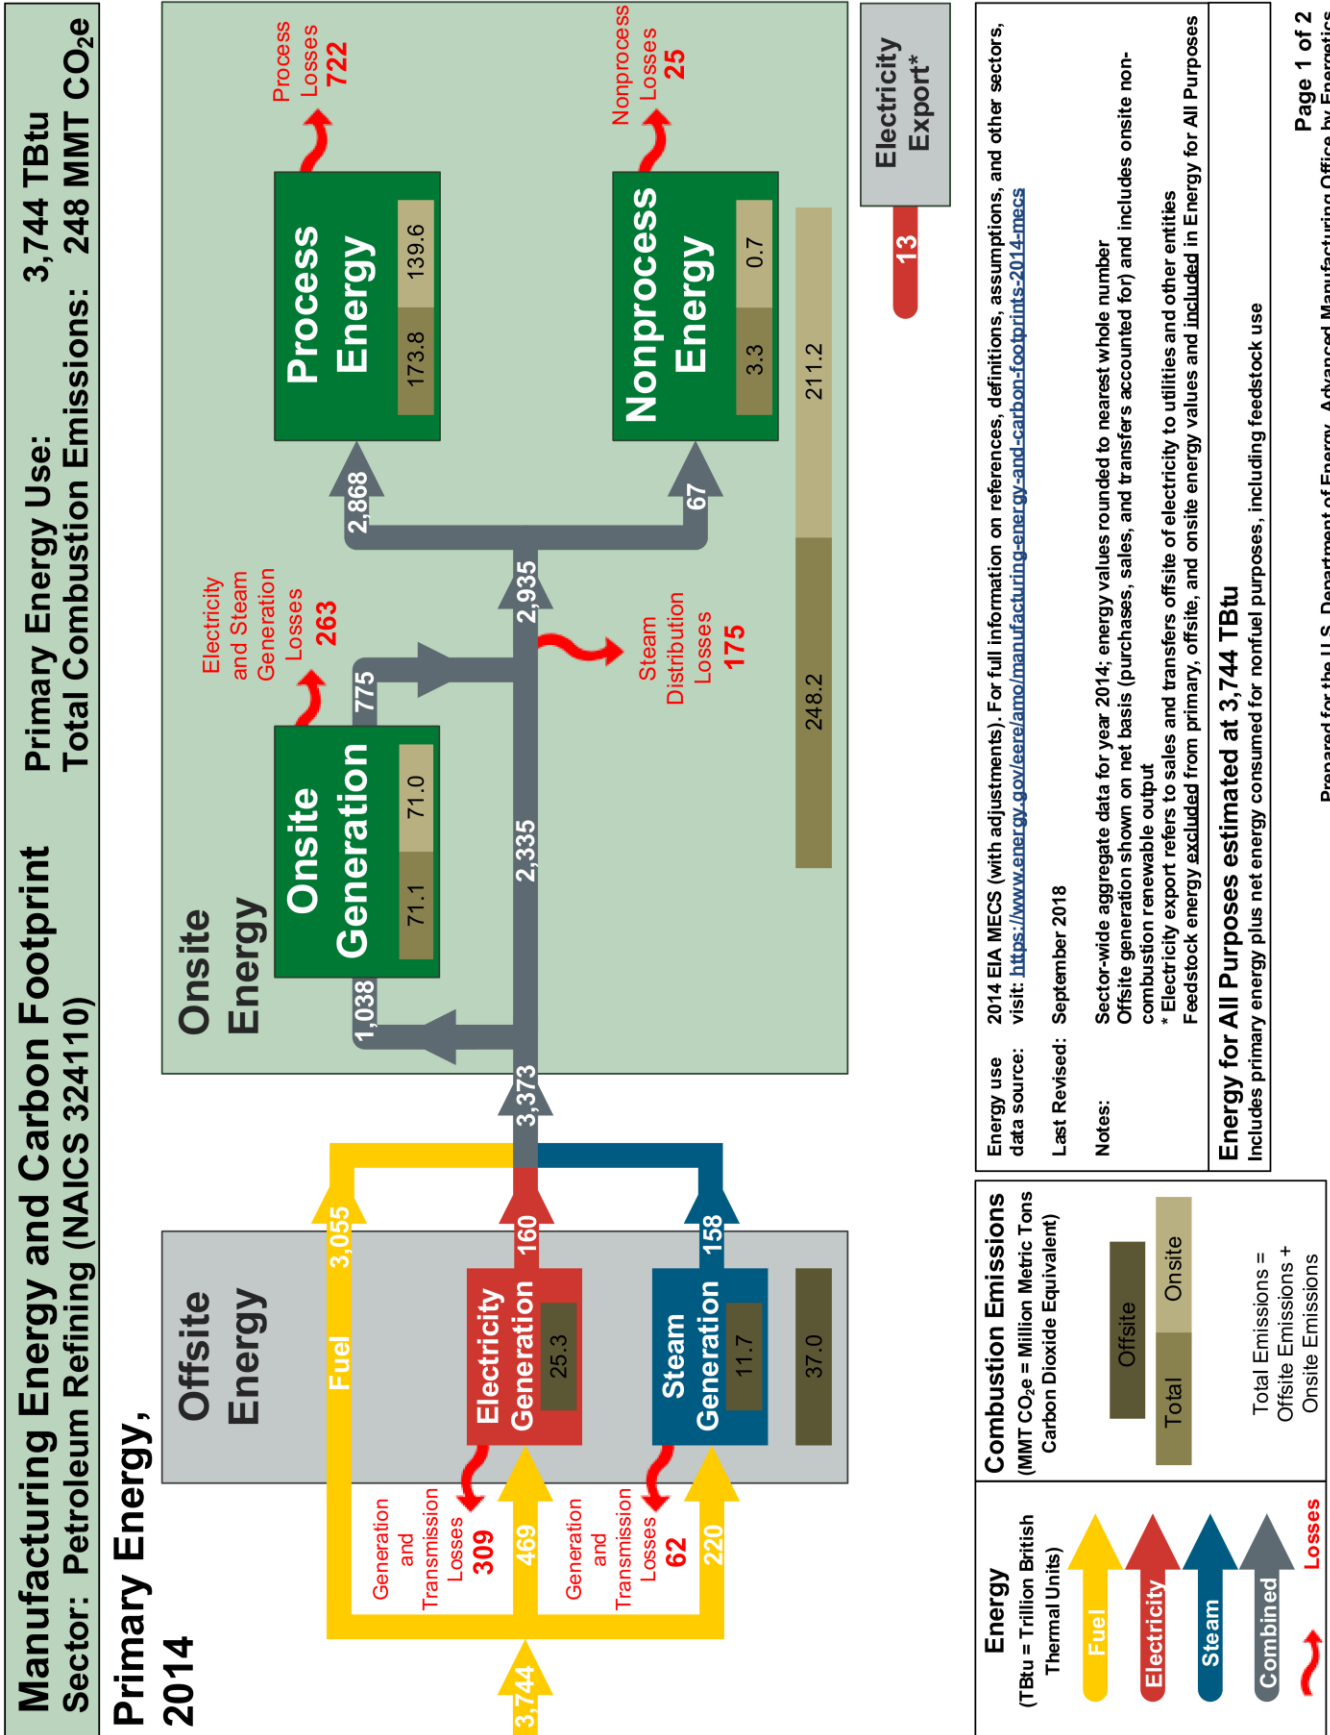 Manufacturing Energy and Carbon Footprint
Sector: Petroleum Refining (NAICS 324110)
Primary Energy Use: 3,744 TBtu
Total Combustion Emissions: 248 MMT CO₂e
Primary Energy,
2014
Offsite
Energy
Onsite
Energy
3,744
Fuel
3,055
Generation
and
Transmission
Losses
309
469
Electricity
Generation
25.3
160
Generation
and
Transmission
Losses
62
220
Steam
Generation
11.7
158
37.0
3,373
1,038
Onsite
Generation
71.1
71.0
Electricity
and Steam
Generation
Losses
263
775
2,335
2,935
Steam
Distribution
Losses
175
2,868
Process
Energy
173.8
139.6
Process
Losses
722
67
Nonprocess
Energy
3.3
0.7
Nonprocess
Losses
25
248.2
211.2
13
Electricity
Export*
Energy
(TBtu = Trillion British
Thermal Units)
Fuel
Electricity
Steam
Combined
Losses
Combustion Emissions
(MMT CO₂e = Million Metric Tons
Carbon Dioxide Equivalent)
Offsite
Total
Onsite
Total Emissions =
Offsite Emissions +
Onsite Emissions
Energy use
data source:
2014 EIA MECS (with adjustments). For full information on references, definitions, assumptions, and other sectors,
visit: https://www.energy.gov/eere/amo/manufacturing-energy-and-carbon-footprints-2014-mecs
Last Revised: September 2018
Notes:
Sector-wide aggregate data for year 2014; energy values rounded to nearest whole number
Offsite generation shown on net basis (purchases, sales, and transfers accounted for) and includes onsite non-
combustion renewable output
* Electricity export refers to sales and transfers offsite of electricity to utilities and other entities
Feedstock energy excluded from primary, offsite, and onsite energy values and included in Energy for All Purposes
Energy for All Purposes estimated at 3,744 TBtu
Includes primary energy plus net energy consumed for nonfuel purposes, including feedstock use
Page 1 of 2
Prepared for the U.S. Department of Energy, Advanced Manufacturing Office by Energetics